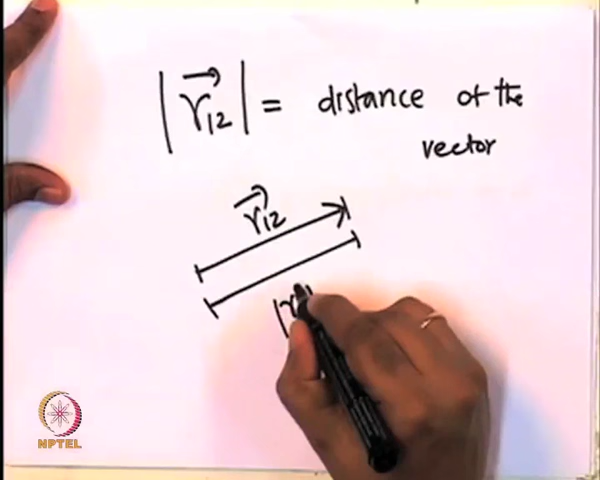 |r⃗₁₂| = distance of the
vector
r⃗₁₂
|r
NPTEL